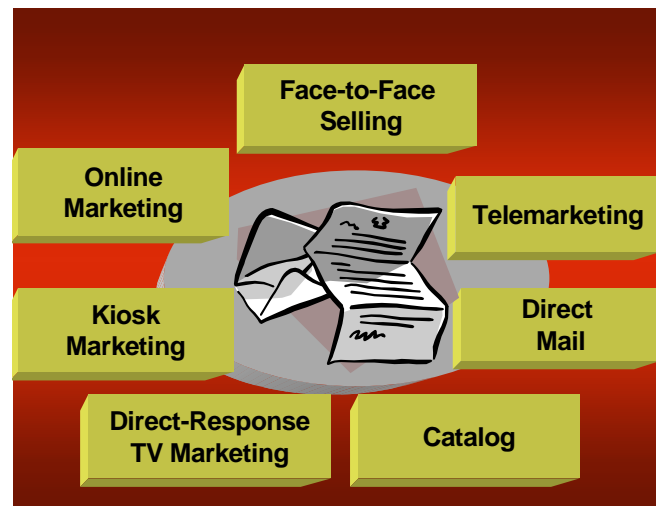 Face-to-Face
Selling
Online
Marketing
Telemarketing
Kiosk
Marketing
Direct
Mail
Direct-Response
TV Marketing
Catalog